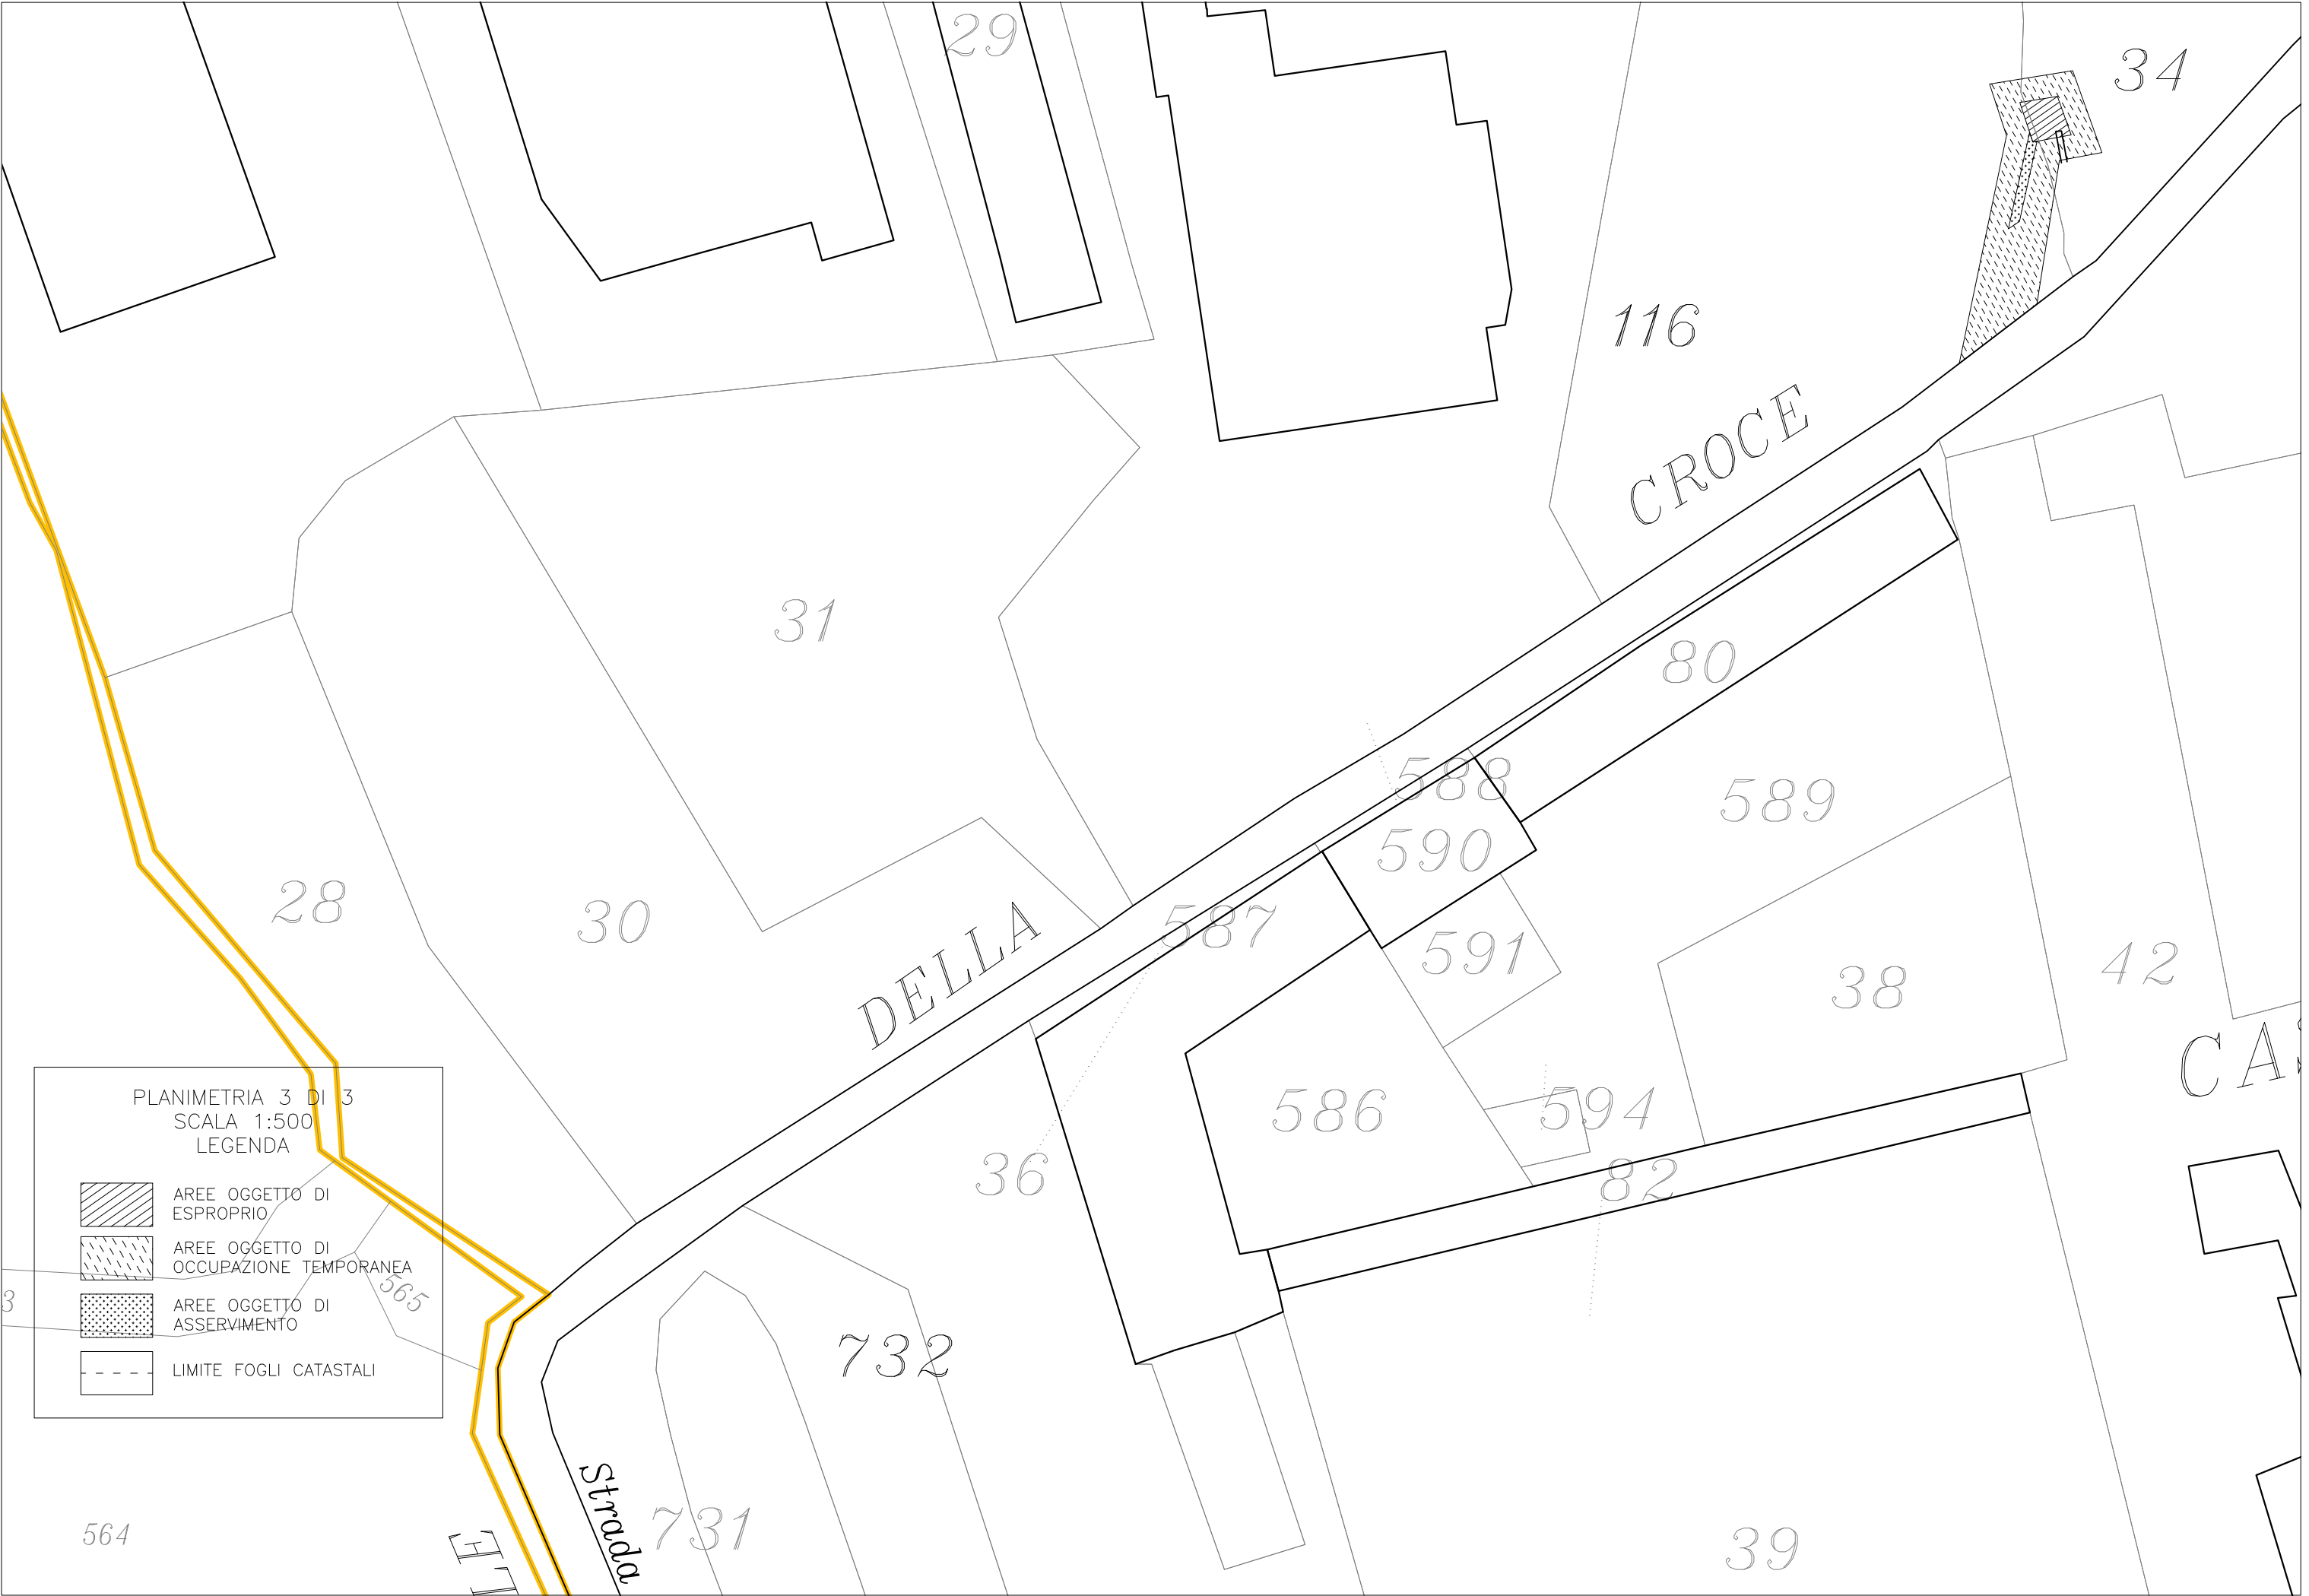 29
34
116
CROCE
31
80
588
589
590
28
30
587
591
38
42
DELLA
586
594
36
82
PLANIMETRIA 3 DI 3
SCALA 1:500
LEGENDA
AREE OGGETTO DI
ESPROPRIO
AREE OGGETTO DI
OCCUPAZIONE TEMPORANEA
AREE OGGETTO DI
ASSERVIMENTO
LIMITE FOGLI CATASTALI
565
3
732
Strada
731
564
39